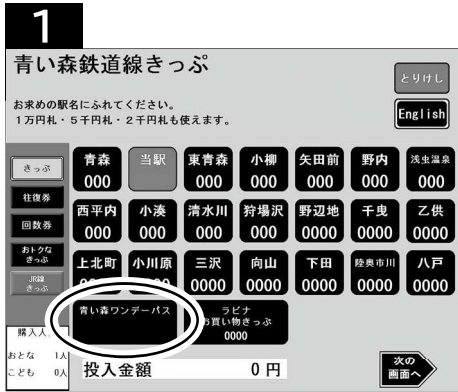 1
青い森鉄道線きっぷ
とりけし
お求めの駅名にふれてください。
1万円札・5千円札・2千円札も使えます。
English
きっぷ
往復券
回数券
おトクな
きっぷ
JR線
きっぷ
青森 当駅 東青森 小柳 矢田前 野内 浅虫温泉
000 000 000 000 000 000
西平内 小湊 清水川 狩場沢 野辺地 千曳 乙供
000 000 000 000 000 0000 0000
上北町 小川原 三沢 向山 下田 陸奥市川 八戸
0000 0000 0000 0000 0000
青い森ワンデーパス
ラビナ
お買い物きっぷ
0000
購入人
おとな 1人
こども 0人
投入金額 0円
次の
画面へ